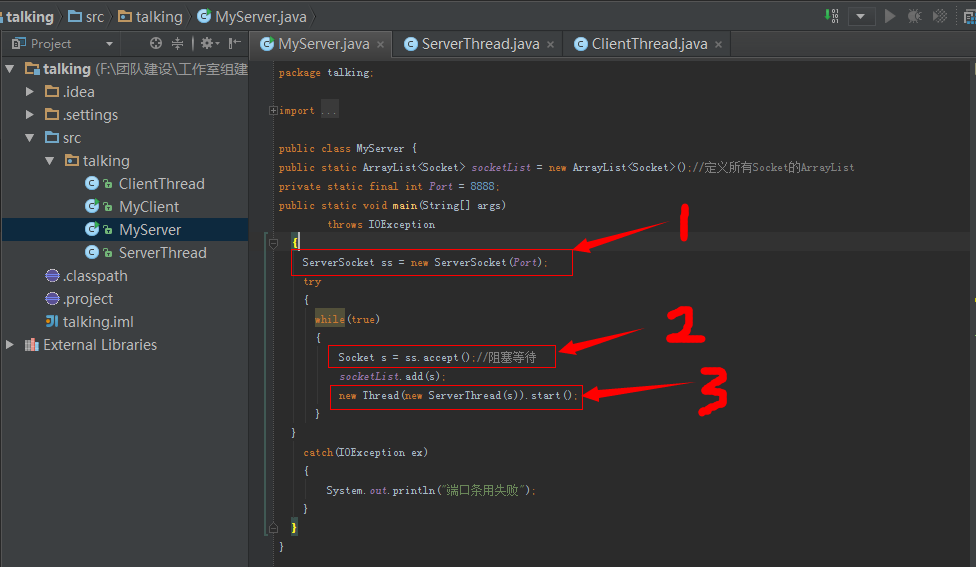 talking src talking MyServer.java
Project
MyServer.java × ServerThread.java × ClientThread.java ×
talking (F:\团队建设\工作室组建
.idea
.settings
src
talking
ClientThread
MyClient
MyServer
ServerThread
.classpath
.project
talking.iml
External Libraries
package talking;
import ...
public class MyServer {
public static ArrayList<Socket> socketList = new ArrayList<Socket>();//定义所有Socket的ArrayList
private static final int Port = 8888;
public static void main(String[] args)
throws IOException
{
ServerSocket ss = new ServerSocket(Port);
try
{
while(true)
{
Socket s = ss.accept();//阻塞等待
socketList.add(s);
new Thread(new ServerThread(s)).start();
}
}
catch(IOException ex)
{
System.out.println("端口条用失败");
}
}
}
1
2
3